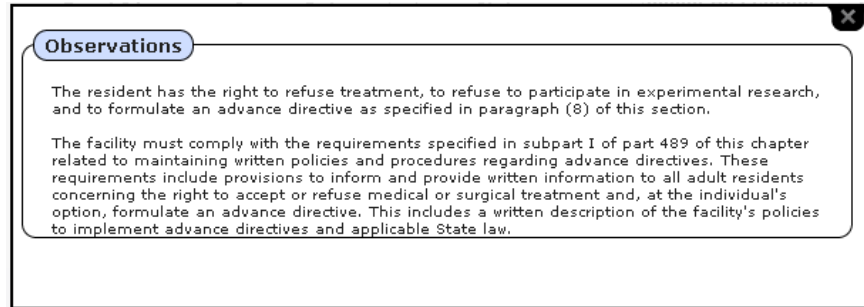 Observations
The resident has the right to refuse treatment, to refuse to participate in experimental research,
and to formulate an advance directive as specified in paragraph (8) of this section.
The facility must comply with the requirements specified in subpart I of part 489 of this chapter
related to maintaining written policies and procedures regarding advance directives. These
requirements include provisions to inform and provide written information to all adult residents
concerning the right to accept or refuse medical or surgical treatment and, at the individual's
option, formulate an advance directive. This includes a written description of the facility's policies
to implement advance directives and applicable State law.